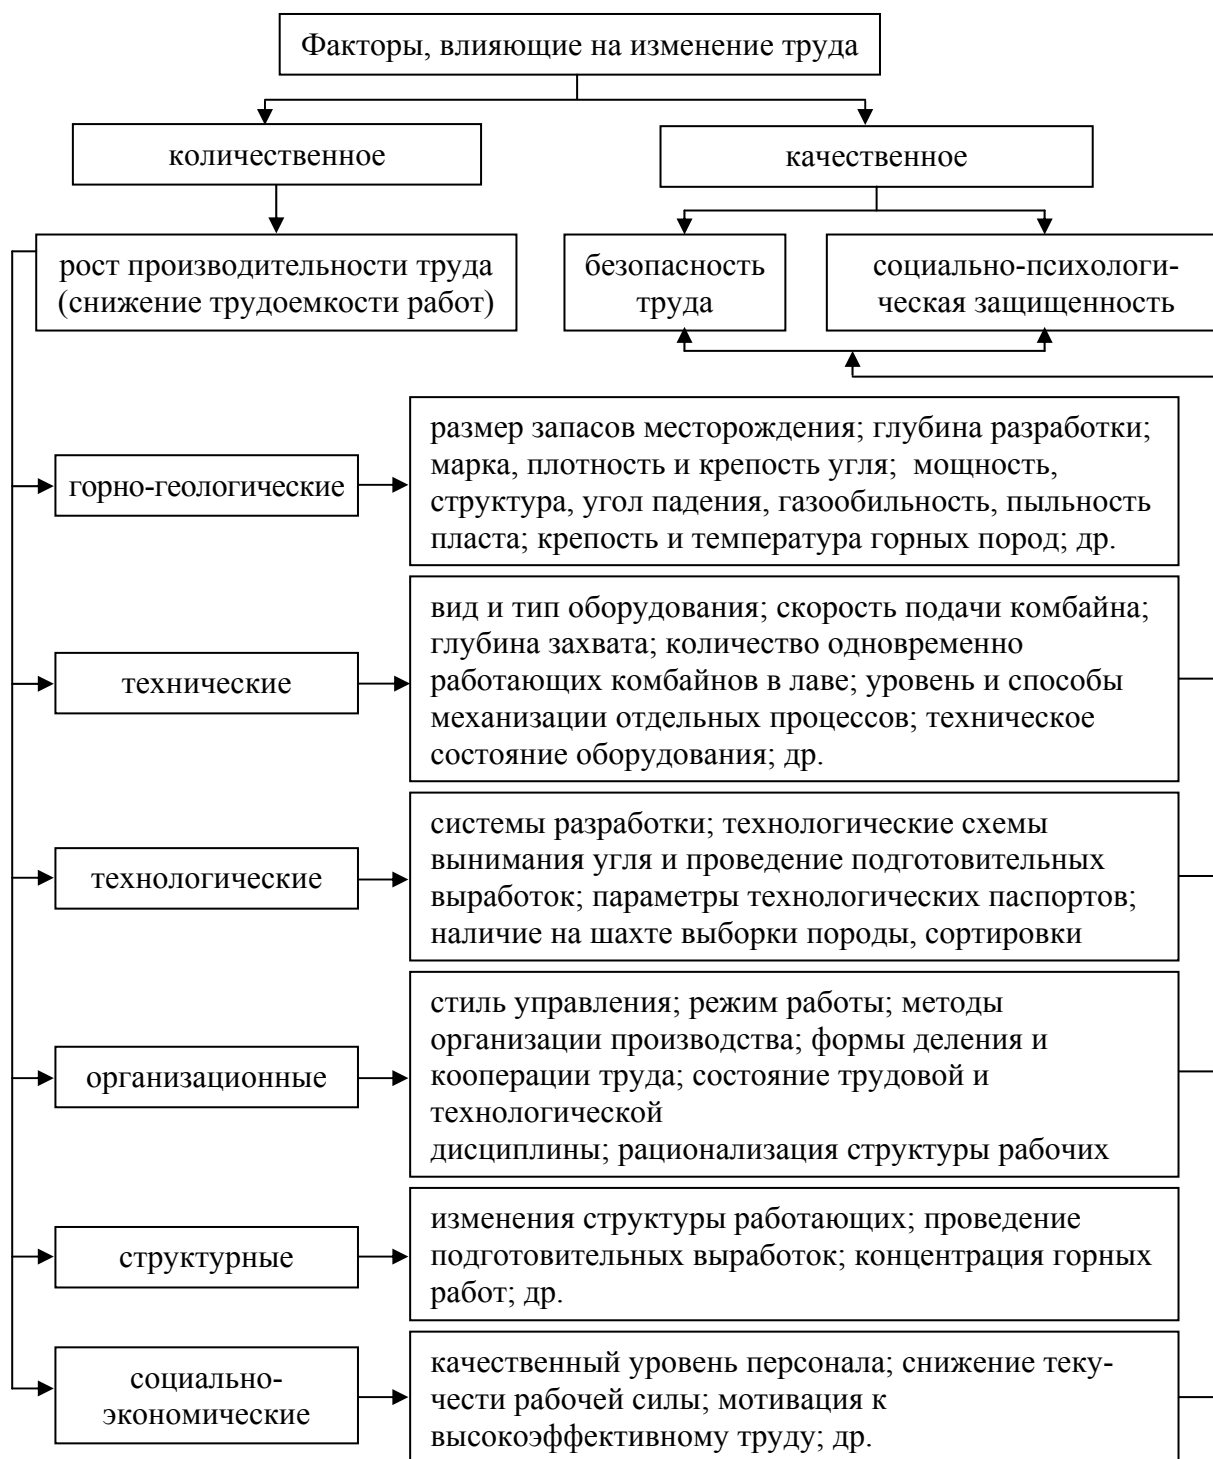 Факторы, влияющие на изменение труда
количественное
качественное
рост производительности труда
(снижение трудоемкости работ)
безопасность
труда
социально-психологи-
ческая защищенность
горно-геологические
размер запасов месторождения; глубина разработки;
марка, плотность и крепость угля;  мощность,
структура, угол падения, газообильность, пыльность
пласта; крепость и температура горных пород; др.
технические
вид и тип оборудования; скорость подачи комбайна;
глубина захвата; количество одновременно
работающих комбайнов в лаве; уровень и способы
механизации отдельных процессов; техническое
состояние оборудования; др.
технологические
системы разработки; технологические схемы
вынимания угля и проведение подготовительных
выработок; параметры технологических паспортов;
наличие на шахте выборки породы, сортировки
организационные
стиль управления; режим работы; методы
организации производства; формы деления и
кооперации труда; состояние трудовой и
технологической
дисциплины; рационализация структуры рабочих
структурные
изменения структуры работающих; проведение
подготовительных выработок; концентрация горных
работ; др.
социально-
экономические
качественный уровень персонала; снижение теку-
чести рабочей силы; мотивация к
высокоэффективному труду; др.